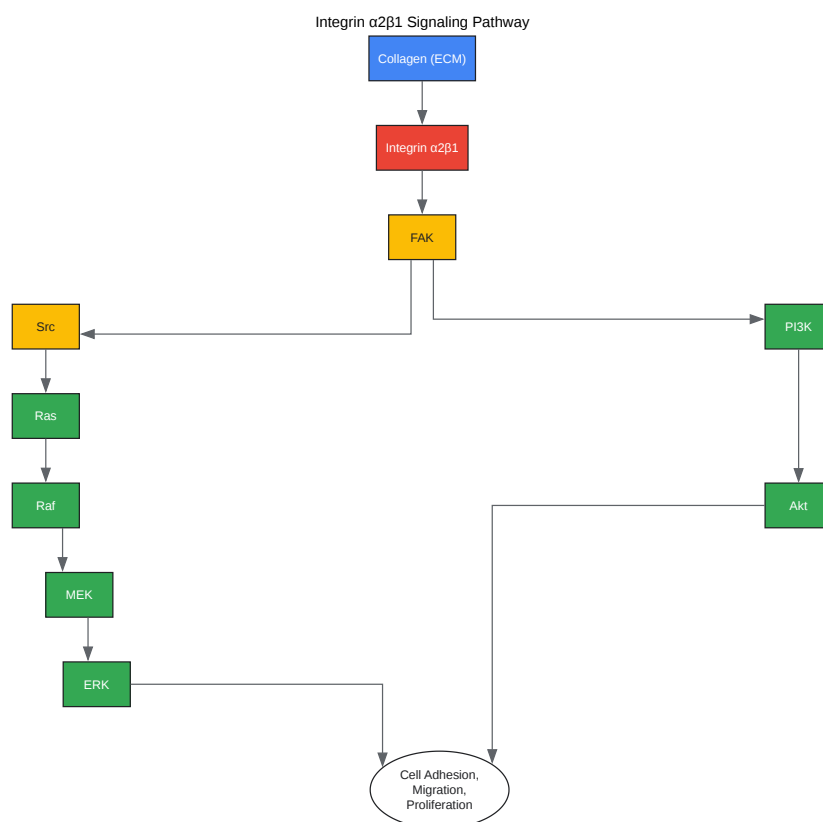 Integrin α2β1 Signaling Pathway
Collagen (ECM)
Integrin α2β1
FAK
Src
PI3K
Ras
Raf
Akt
MEK
ERK
Cell Adhesion,
Migration,
Proliferation